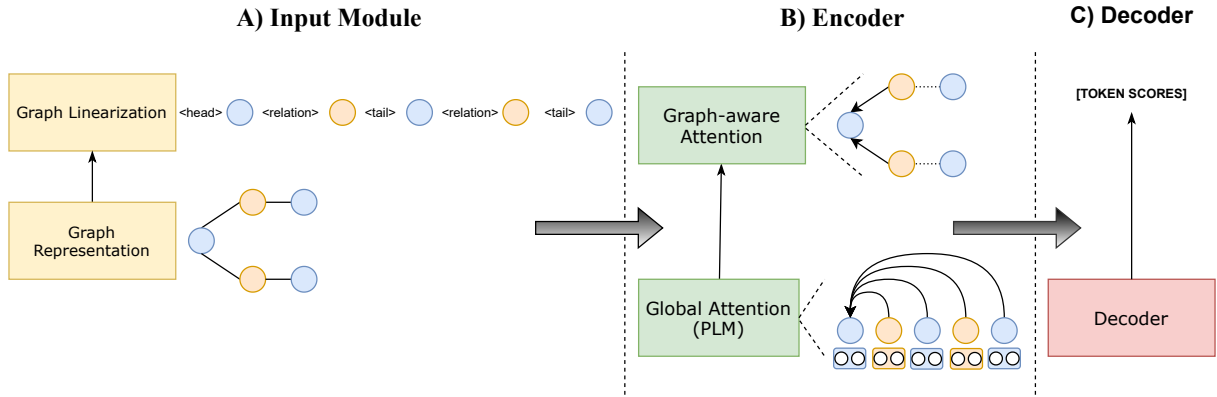 A) Input Module
Graph Linearization
<head> <relation> <tail> <relation> <tail>
Graph
Representation
B) Encoder
Graph-aware
Attention
Global Attention
(PLM)
C) Decoder
[TOKEN SCORES]
Decoder